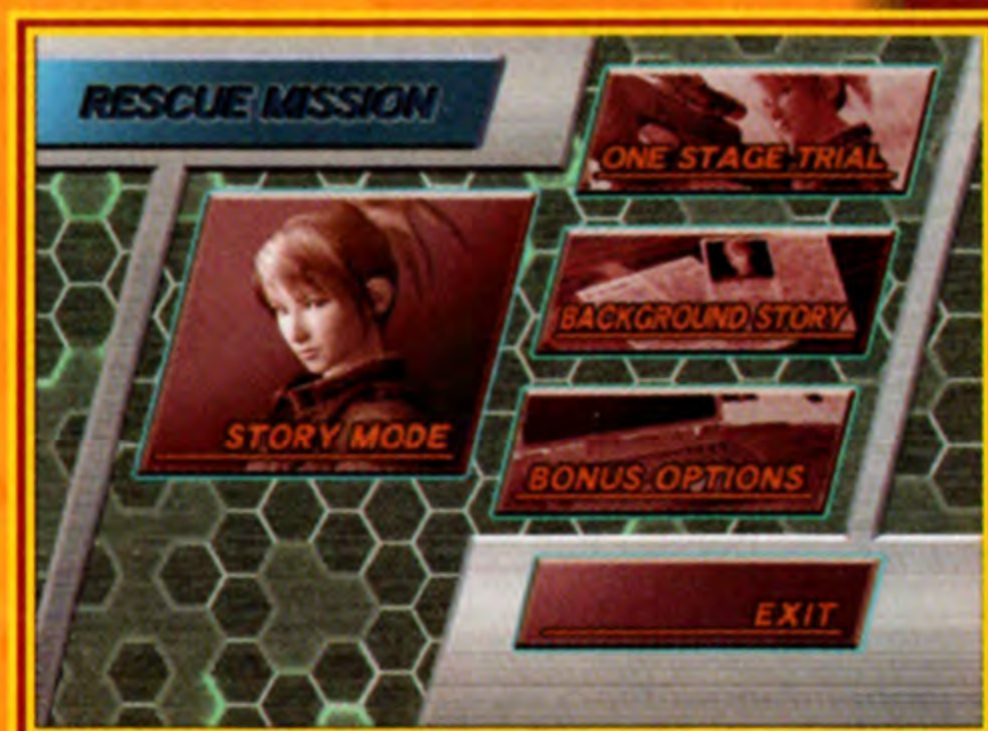 RESCUE MISSION
ONE STAGE TRIAL
STORY MODE
BACKGROUND STORY
BONUS OPTIONS
EXIT